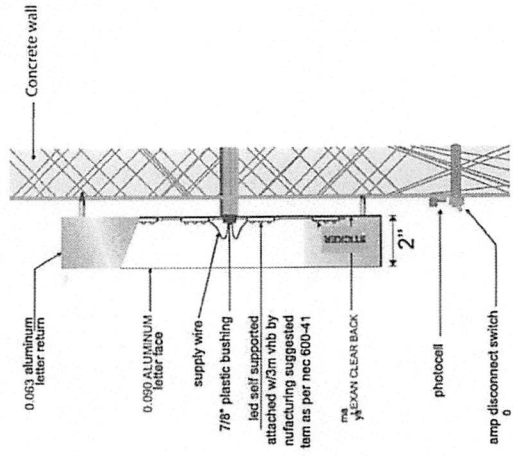 Concrete wall
0.063 aluminum
letter return
0.090 ALUMINUM
letter face
supply wire
7/8" plastic bushing
led self supported
attached w/3m vhb by
nufacturing suggested
tem as per nec 600-41
ma
LEXAN CLEAR BACK
STICKER
2"
photocell
amp disconnect switch
0